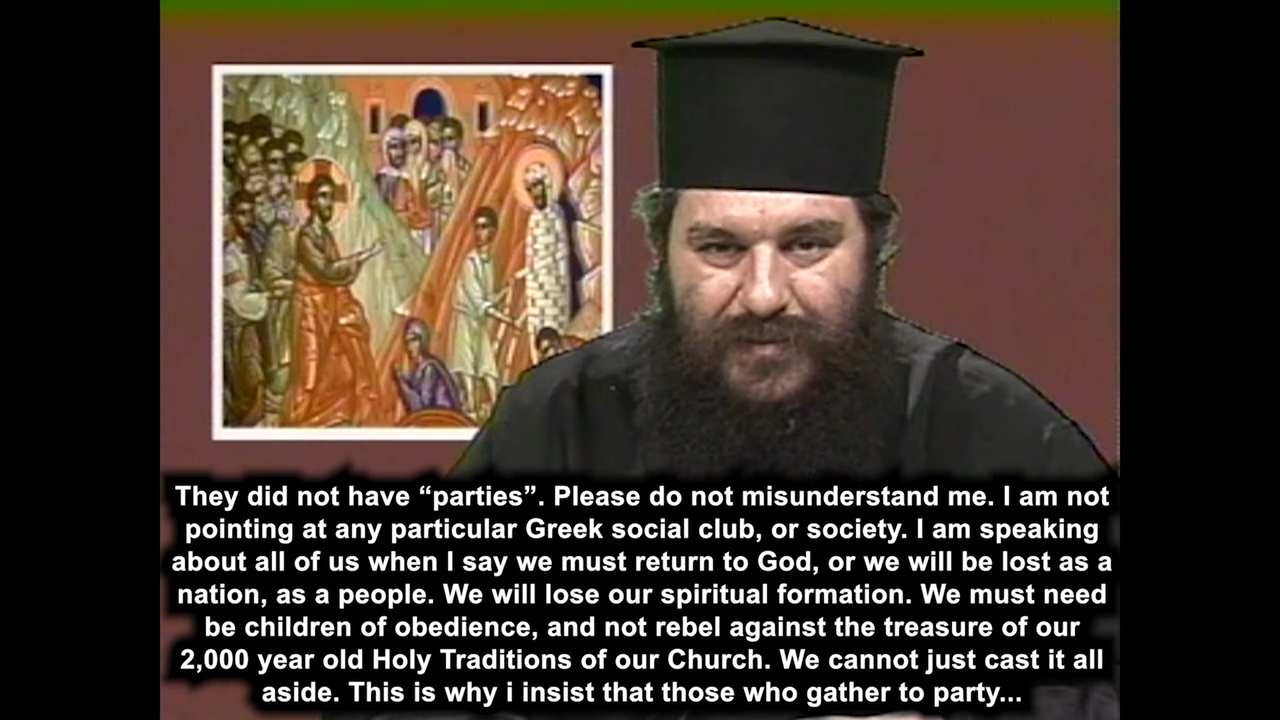 They did not have “parties”. Please do not misunderstand me. I am not
pointing at any particular Greek social club, or society. I am speaking
about all of us when I say we must return to God, or we will be lost as a
nation, as a people. We will lose our spiritual formation. We must need
be children of obedience, and not rebel against the treasure of our
2,000 year old Holy Traditions of our Church. We cannot just cast it all
aside. This is why i insist that those who gather to party...